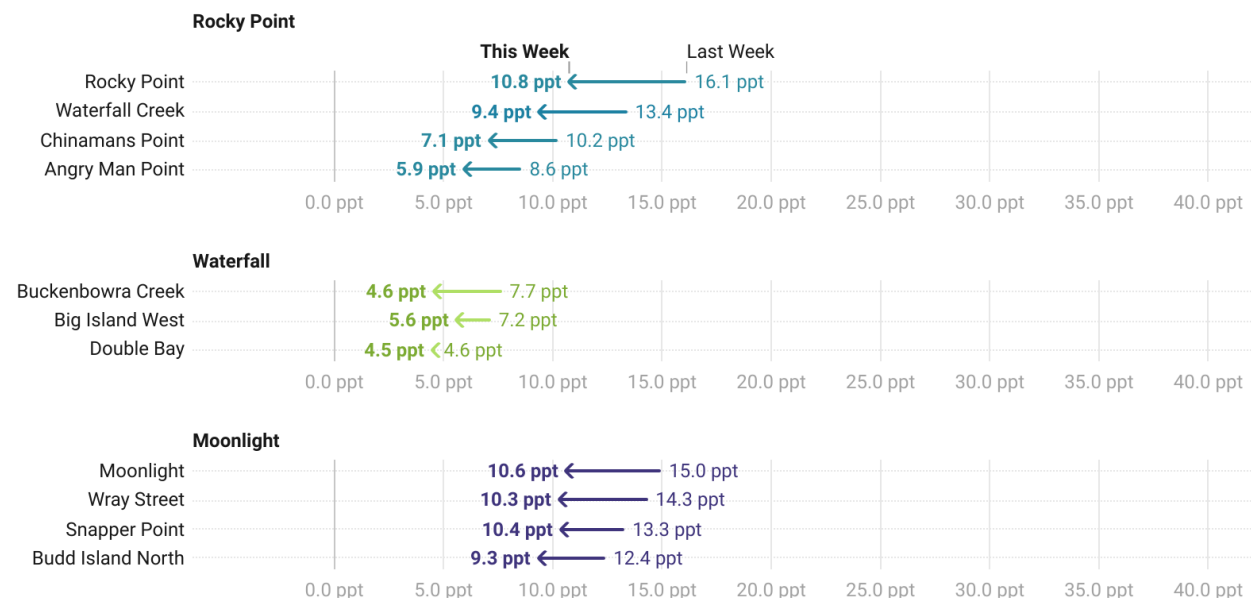 Rocky Point
This Week Last Week
Rocky Point 10.8 ppt 16.1 ppt
Waterfall Creek 9.4 ppt 13.4 ppt
Chinamans Point 7.1 ppt 10.2 ppt
Angry Man Point 5.9 ppt 8.6 ppt
0.0 ppt 5.0 ppt 10.0 ppt 15.0 ppt 20.0 ppt 25.0 ppt 30.0 ppt 35.0 ppt 40.0 ppt
Waterfall
Buckenbowra Creek 4.6 ppt 7.7 ppt
Big Island West 5.6 ppt 7.2 ppt
Double Bay 4.5 ppt 4.6 ppt
0.0 ppt 5.0 ppt 10.0 ppt 15.0 ppt 20.0 ppt 25.0 ppt 30.0 ppt 35.0 ppt 40.0 ppt
Moonlight
Moonlight 10.6 ppt 15.0 ppt
Wray Street 10.3 ppt 14.3 ppt
Snapper Point 10.4 ppt 13.3 ppt
Budd Island North 9.3 ppt 12.4 ppt
0.0 ppt 5.0 ppt 10.0 ppt 15.0 ppt 20.0 ppt 25.0 ppt 30.0 ppt 35.0 ppt 40.0 ppt